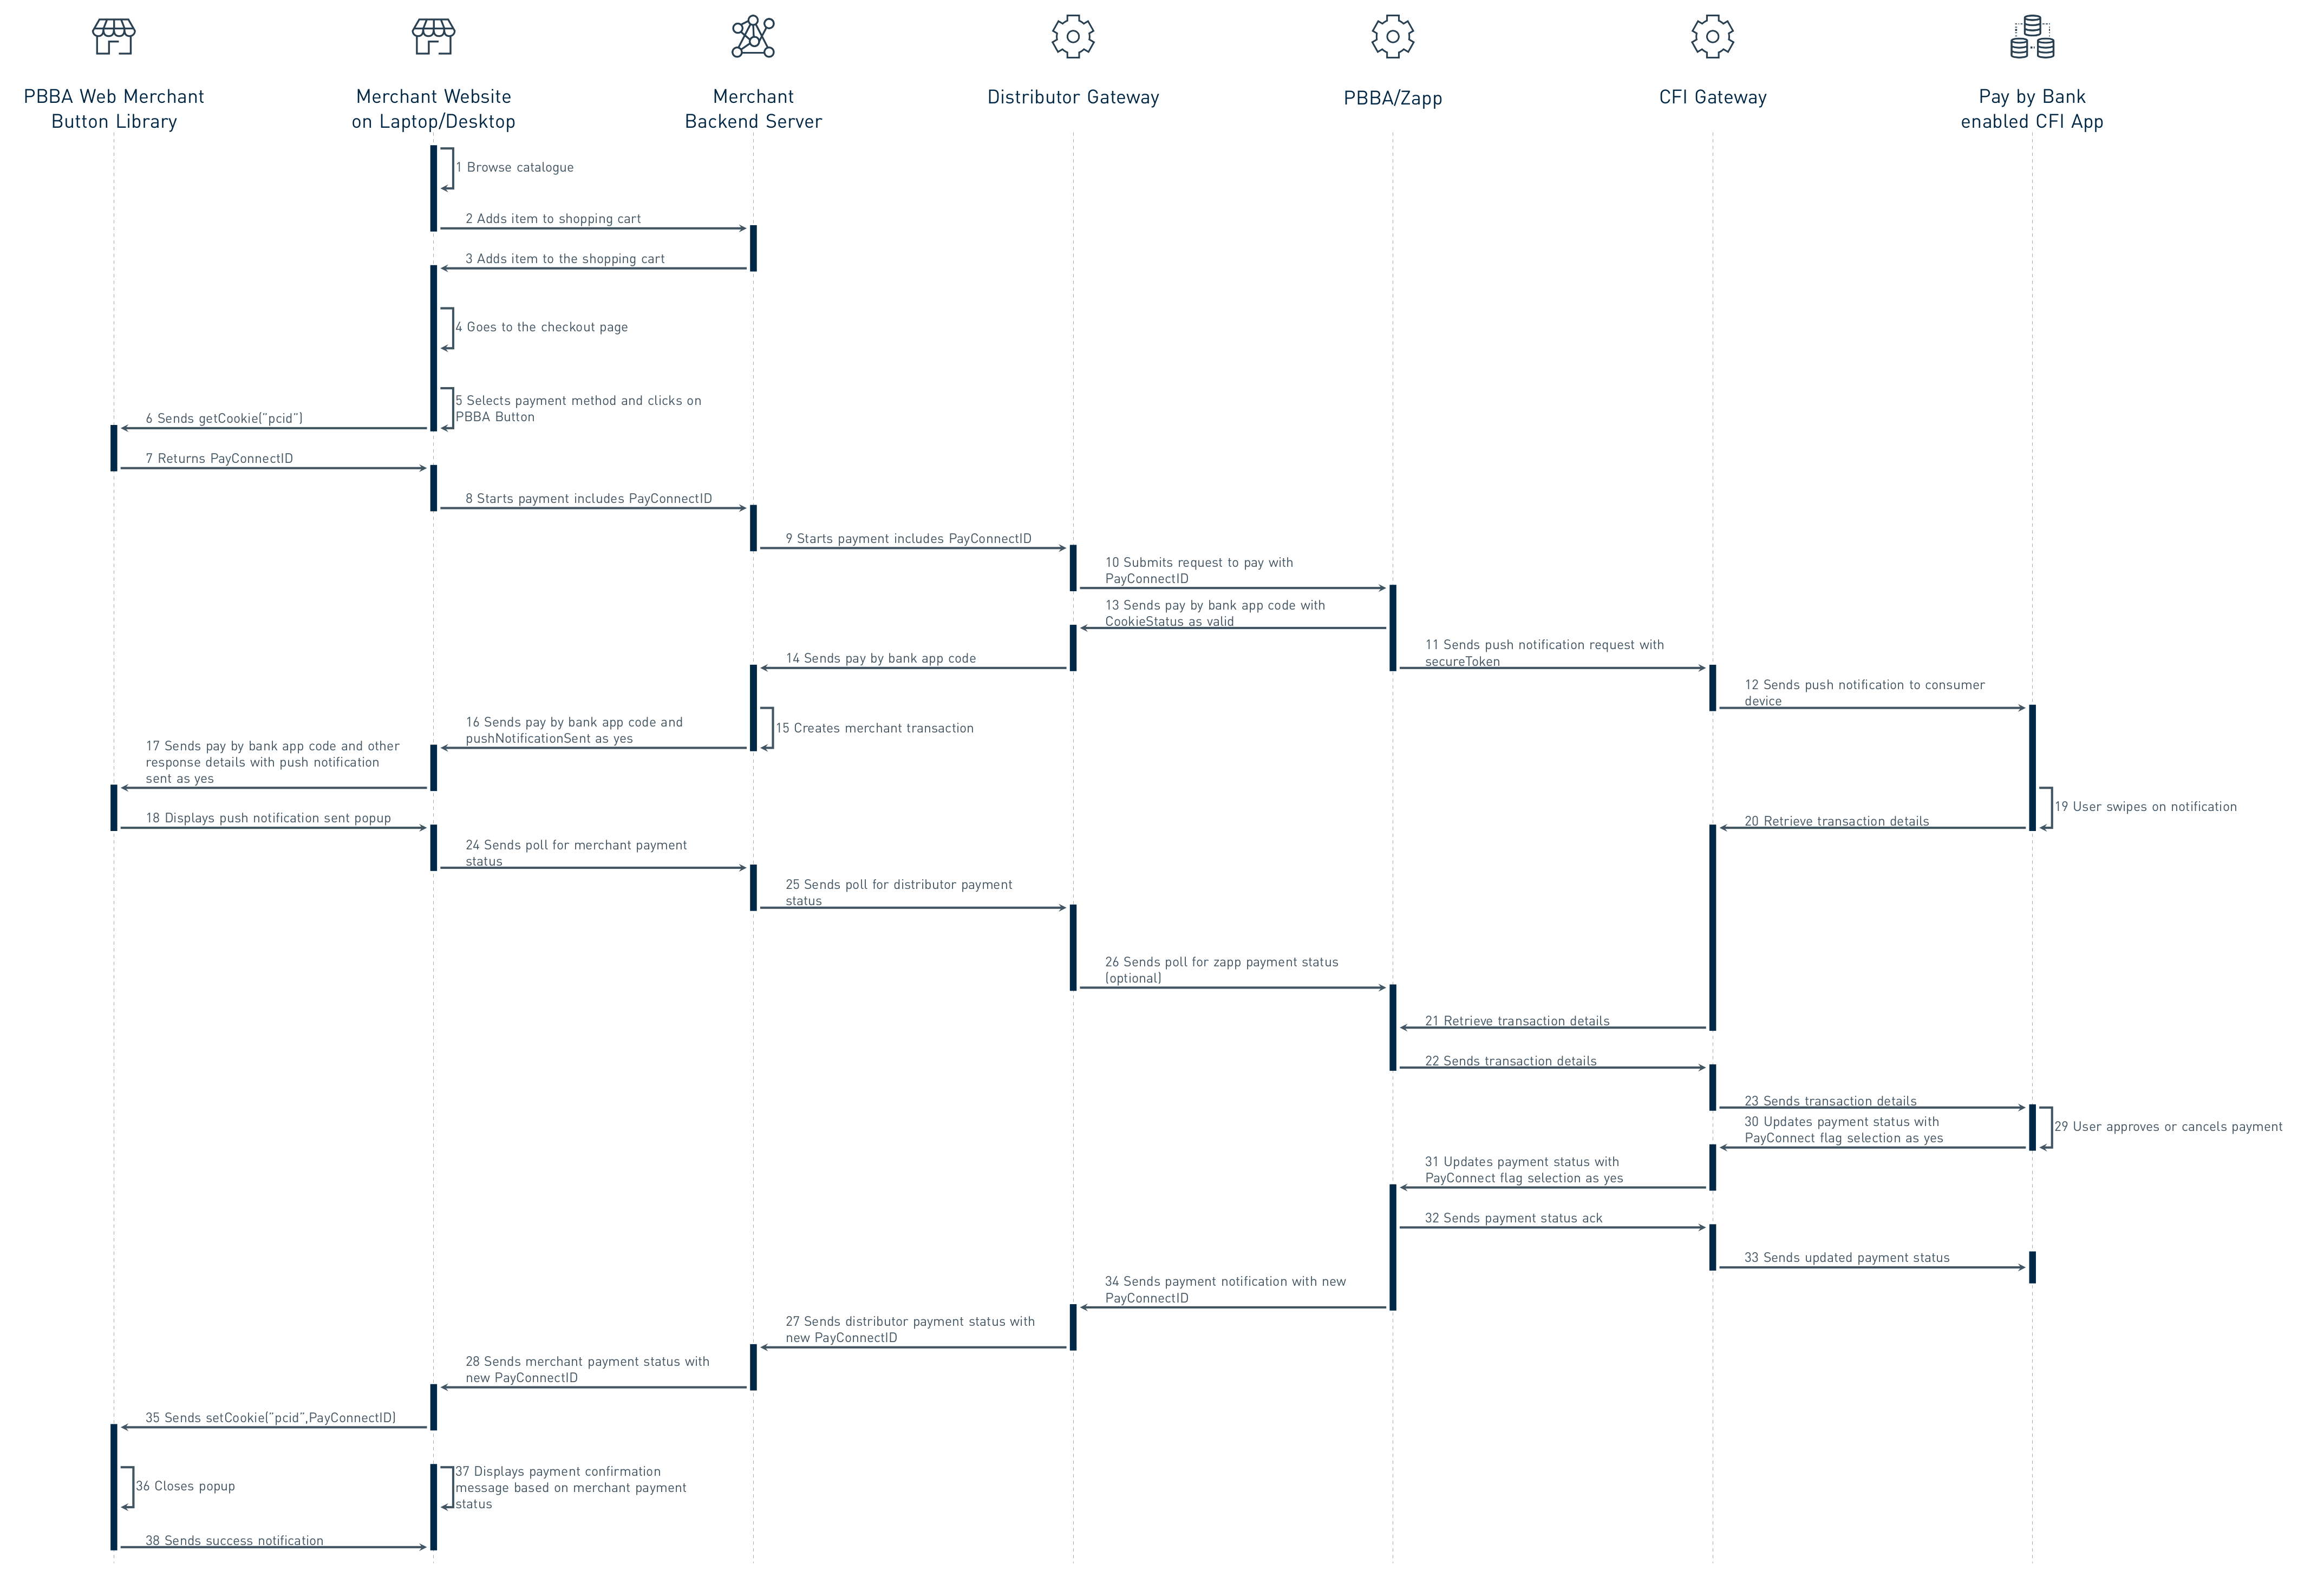 PBBA Web Merchant
Button Library
Merchant Website
on Laptop/Desktop
Merchant
Backend Server
Distributor Gateway
PBBA/Zapp
CFI Gateway
Pay by Bank
enabled CFI App
1 Browse catalogue
2 Adds item to shopping cart
3 Adds item to the shopping cart
4 Goes to the checkout page
5 Selects payment method and clicks on
PBBA Button
6 Sends getCookie("pcid")
7 Returns PayConnectID
8 Starts payment includes PayConnectID
9 Starts payment includes PayConnectID
10 Submits request to pay with
PayConnectID
13 Sends pay by bank app code with
CookieStatus as valid
11 Sends push notification request with
secureToken
14 Sends pay by bank app code
12 Sends push notification to consumer
device
15 Creates merchant transaction
16 Sends pay by bank app code and
pushNotificationSent as yes
17 Sends pay by bank app code and other
response details with push notification
sent as yes
18 Displays push notification sent popup
19 User swipes on notification
20 Retrieve transaction details
24 Sends poll for merchant payment
status
25 Sends poll for distributor payment
status
26 Sends poll for zapp payment status
(optional)
21 Retrieve transaction details
22 Sends transaction details
23 Sends transaction details
30 Updates payment status with
PayConnect flag selection as yes
29 User approves or cancels payment
31 Updates payment status with
PayConnect flag selection as yes
32 Sends payment status ack
33 Sends updated payment status
34 Sends payment notification with new
PayConnectID
27 Sends distributor payment status with
new PayConnectID
28 Sends merchant payment status with
new PayConnectID
35 Sends setCookie("pcid",PayConnectID)
36 Closes popup
37 Displays payment confirmation
message based on merchant payment
status
38 Sends success notification